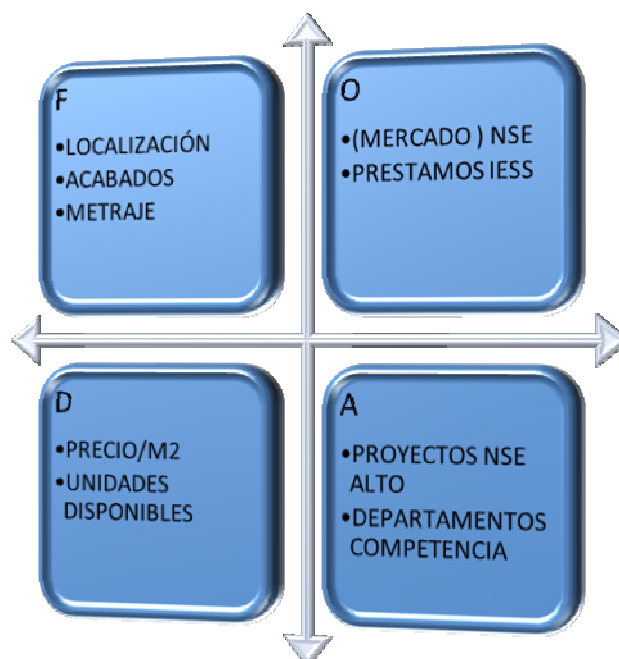 F
•LOCALIZACIÓN
•ACABADOS
•METRAJE
O
•(MERCADO ) NSE
•PRESTAMOS IESS
D
•PRECIO/M2
•UNIDADES
DISPONIBLES
A
•PROYECTOS NSE
ALTO
•DEPARTAMENTOS
COMPETENCIA